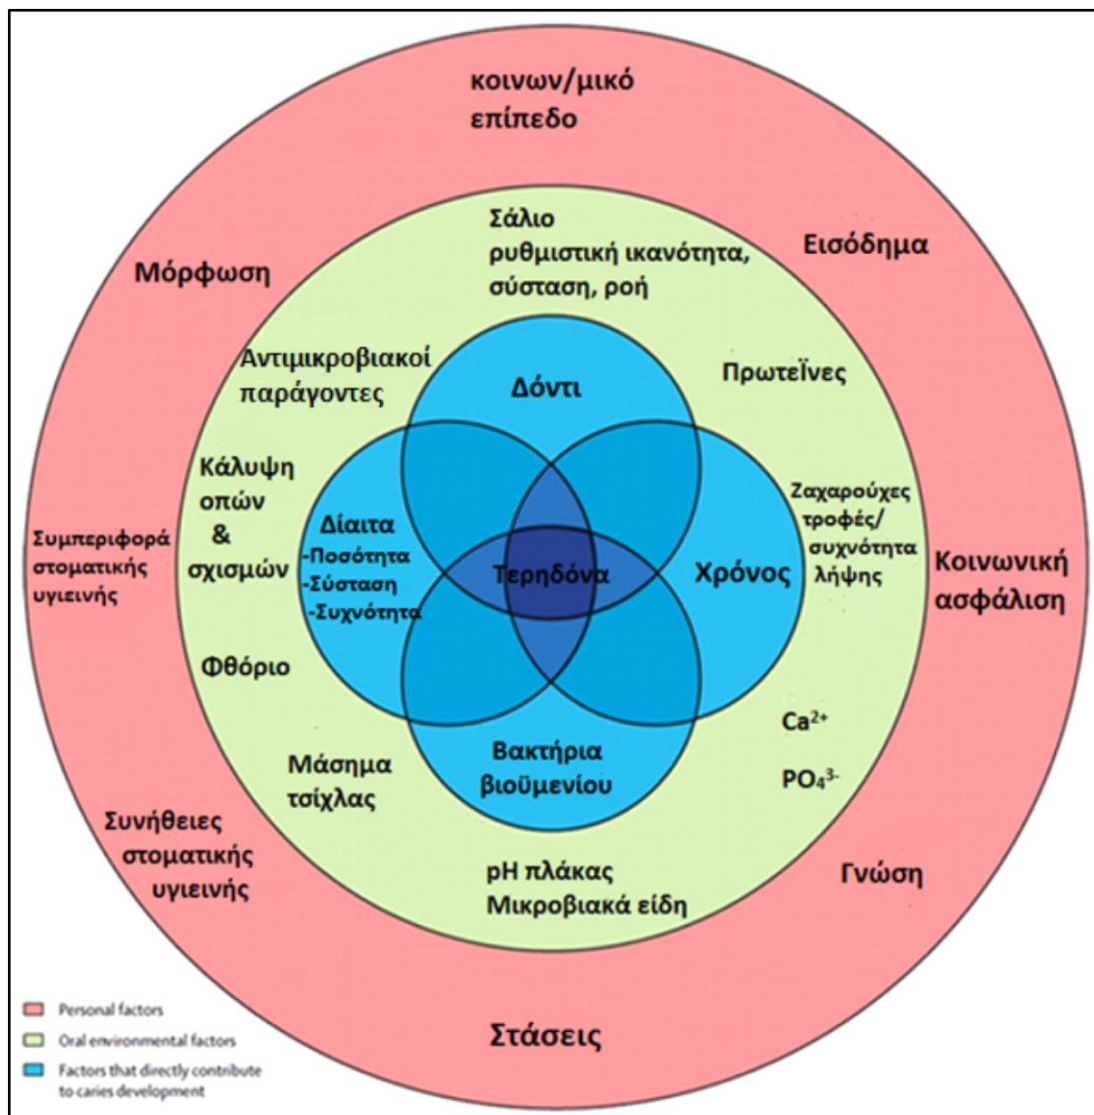 κοινων/μικό
επίπεδο
Εισόδημα
Μόρφωση
Σάλιο
ρυθμιστική ικανότητα,
σύσταση, ροή
Αντιμικροβιακοί
παράγοντες
Πρωτεΐνες
Δόντι
Κάλυψη
οπών
&
σχισμών
Ζαχαρούχες
τροφές/
συχνότητα
λήψης
Συμπεριφορά
στοματικής
υγιεινής
Δίαιτα
-Ποσότητα
-Σύσταση
-Συχνότητα
Τερηδόνα
Χρόνος
Κοινωνική
ασφάλιση
Φθόριο
Ca²⁺
PO₄³⁻
Μάσημα
τσίχλας
Βακτήρια
βιοϋμενίου
Συνήθειες
στοματικής
υγιεινής
pH πλάκας
Μικροβιακά είδη
Γνώση
Στάσεις
Personal factors
Oral environmental factors
Factors that directly contribute
to caries development